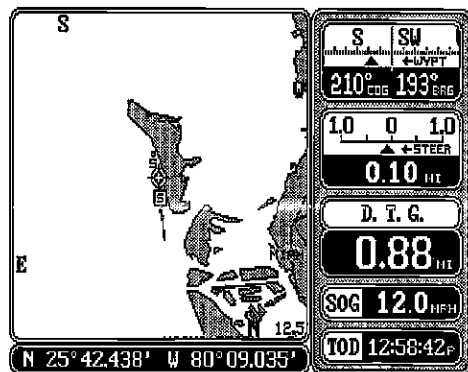 S
W
S
S
E
N
12.5
N 25°42.438' W 80°09.035'
S SW
←WYPT
210°COG 193°BRG
1.0 0 1.0
←STEER
0.10 MI
D. T. G.
0.88 MI
SOG 12.0 MPH
TOD 12:58:42P